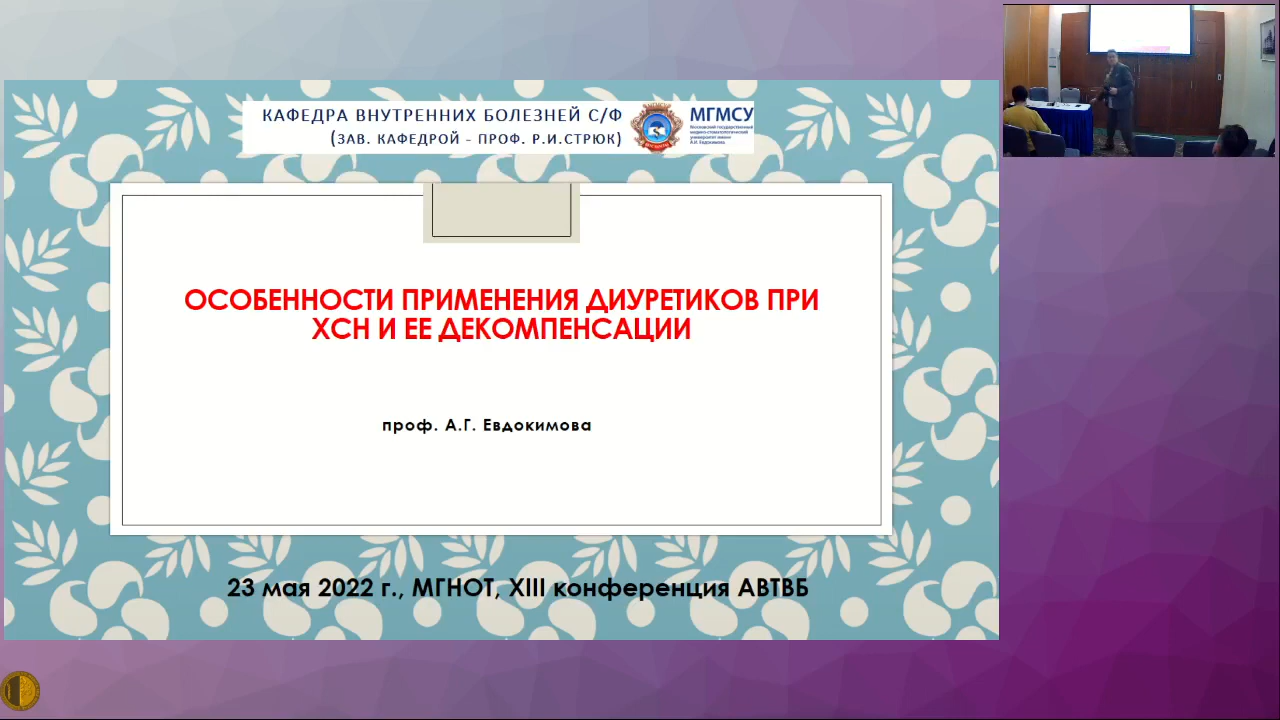 КАФЕДРА ВНУТРЕННИХ БОЛЕЗНЕЙ С/Ф
(ЗАВ. КАФЕДРОЙ – ПРОФ. Р.И.СТРЮК)
МГМСУ
Московский государственный
медико-стоматологический
университет имени
А.И. Евдокимова
ОСОБЕННОСТИ ПРИМЕНЕНИЯ ДИУРЕТИКОВ ПРИ
ХСН И ЕЕ ДЕКОМПЕНСАЦИИ
проф. А.Г. Евдокимова
23 мая 2022 г., МГНОТ, XIII конференция АВТВБ